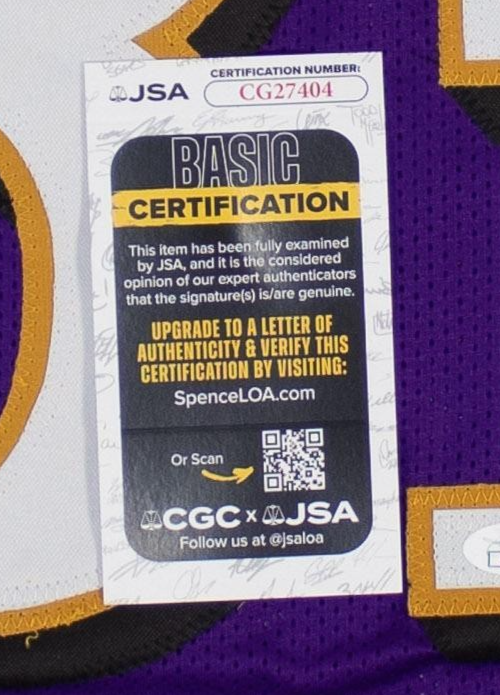 JSA
CERTIFICATION NUMBER:
CG27404
BASIC
CERTIFICATION
This item has been fully examined
by JSA, and it is the considered
opinion of our expert authenticators
that the signature(s) is/are genuine.
UPGRADE TO A LETTER OF
AUTHENTICITY & VERIFY THIS
CERTIFICATION BY VISITING:
SpenceLOA.com
Or Scan
CGC x JSA
Follow us at @jsaloa